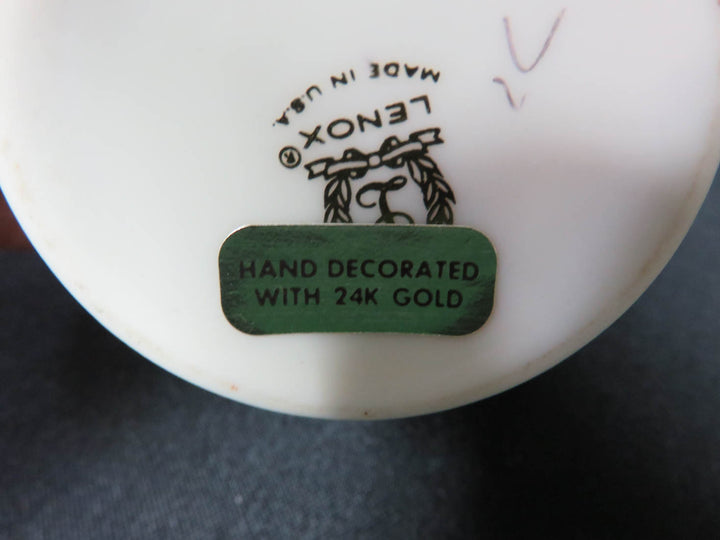 LENOX®
MADE IN U.S.A.
HAND DECORATED
WITH 24K GOLD